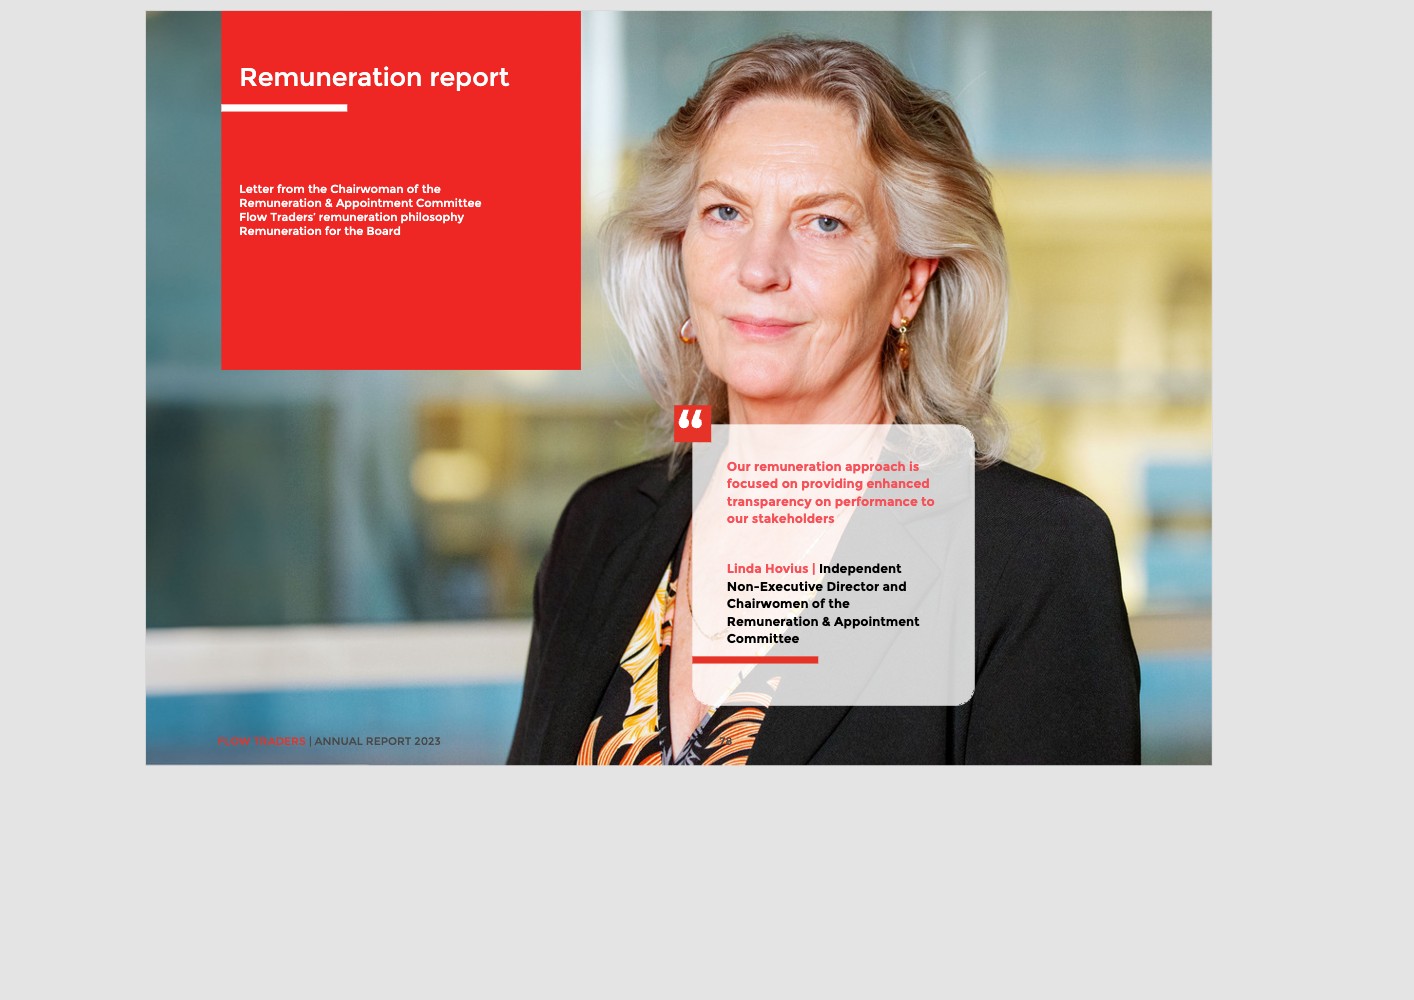 Remuneration report
Letter from the Chairwoman of the
Remuneration & Appointment Committee
Flow Traders’ remuneration philosophy
Remuneration for the Board
“
Our remuneration approach is
focused on providing enhanced
transparency on performance to
our stakeholders
Linda Hovius | Independent
Non-Executive Director and
Chairwomen of the
Remuneration & Appointment
Committee
FLOW TRADERS | ANNUAL REPORT 2023